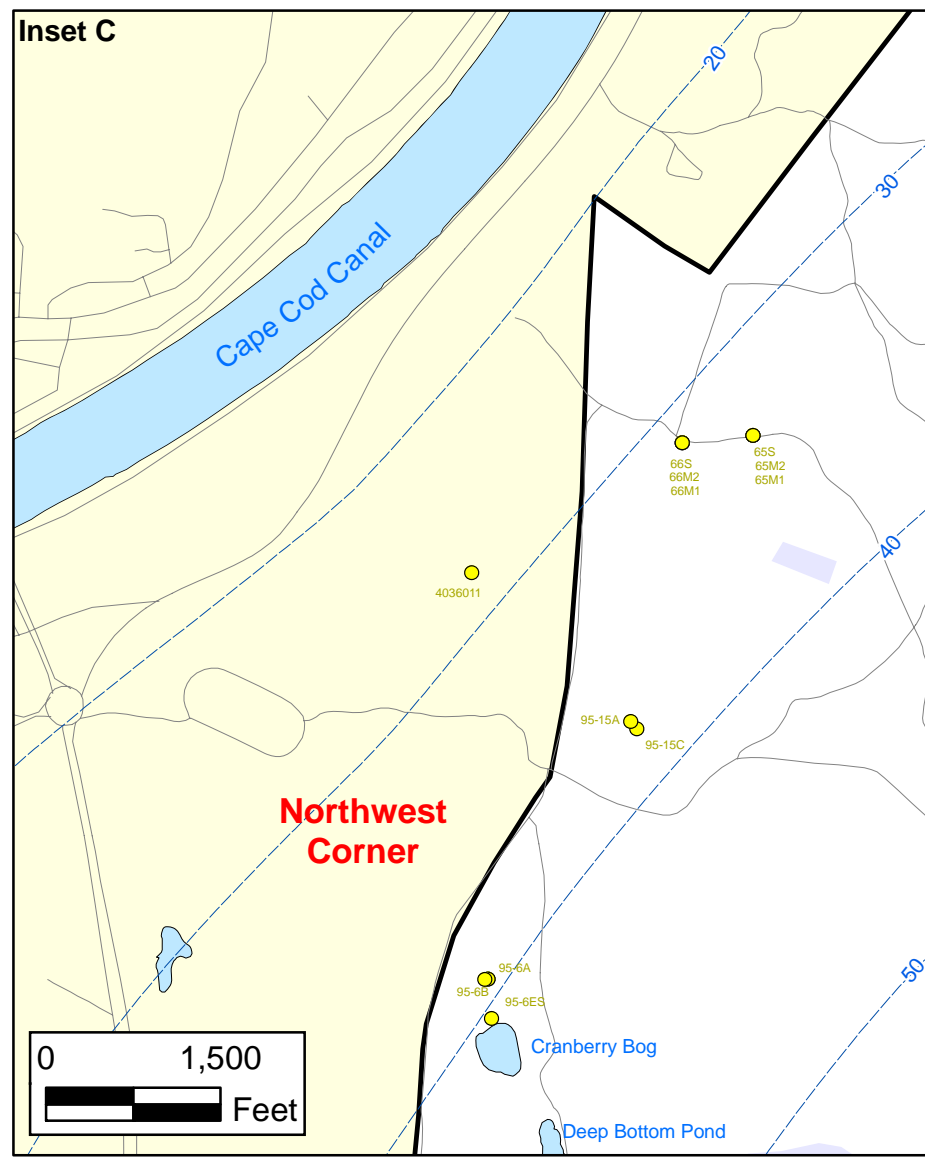 Inset C
20
30
Cape Cod Canal
66S
66M2
66M1
65S
65M2
65M1
40
4036011
95-15A
95-15C
Northwest
Corner
50
95-6A
95-6B
95-6ES
Cranberry Bog
0 1,500
Feet
Deep Bottom Pond